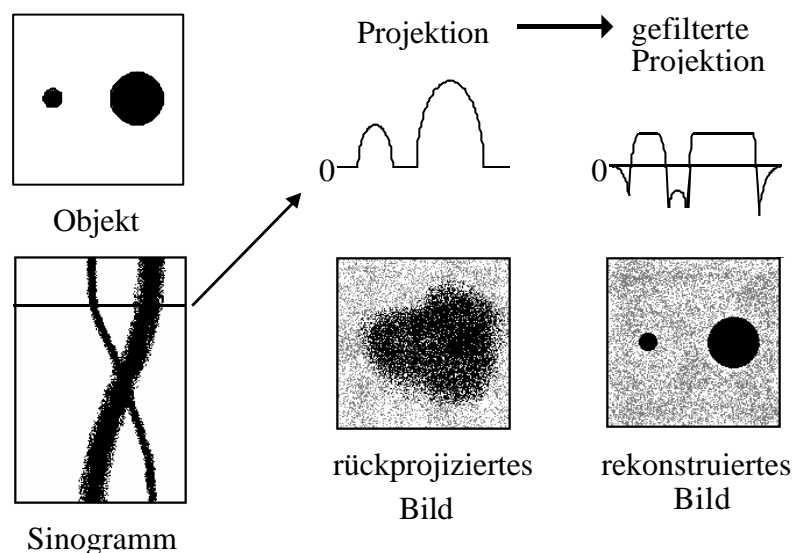 Projektion
gefilterte
Projektion
0
0
Objekt
rückprojiziertes
Bild
rekonstruiertes
Bild
Sinogramm